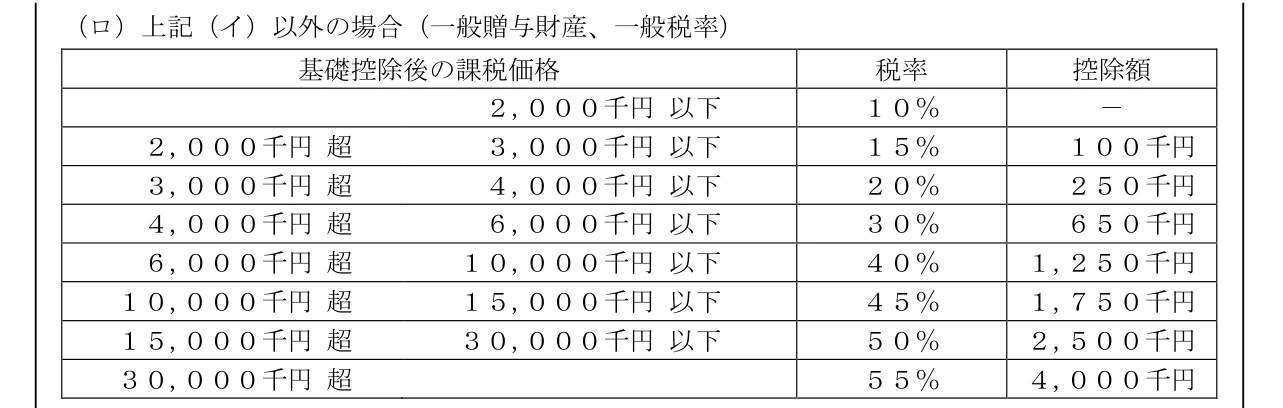 （ロ）上記（イ）以外の場合（一般贈与財産、一般税率）
基礎控除後の課税価格 税率 控除額
２,０００千円 以下 １０％ －
２,０００千円 超 ３,０００千円 以下 １５％ １００千円
３,０００千円 超 ４,０００千円 以下 ２０％ ２５０千円
４,０００千円 超 ６,０００千円 以下 ３０％ ６５０千円
６,０００千円 超 １０,０００千円 以下 ４０％ １,２５０千円
１０,０００千円 超 １５,０００千円 以下 ４５％ １,７５０千円
１５,０００千円 超 ３０,０００千円 以下 ５０％ ２,５００千円
３０,０００千円 超 ５５％ ４,０００千円